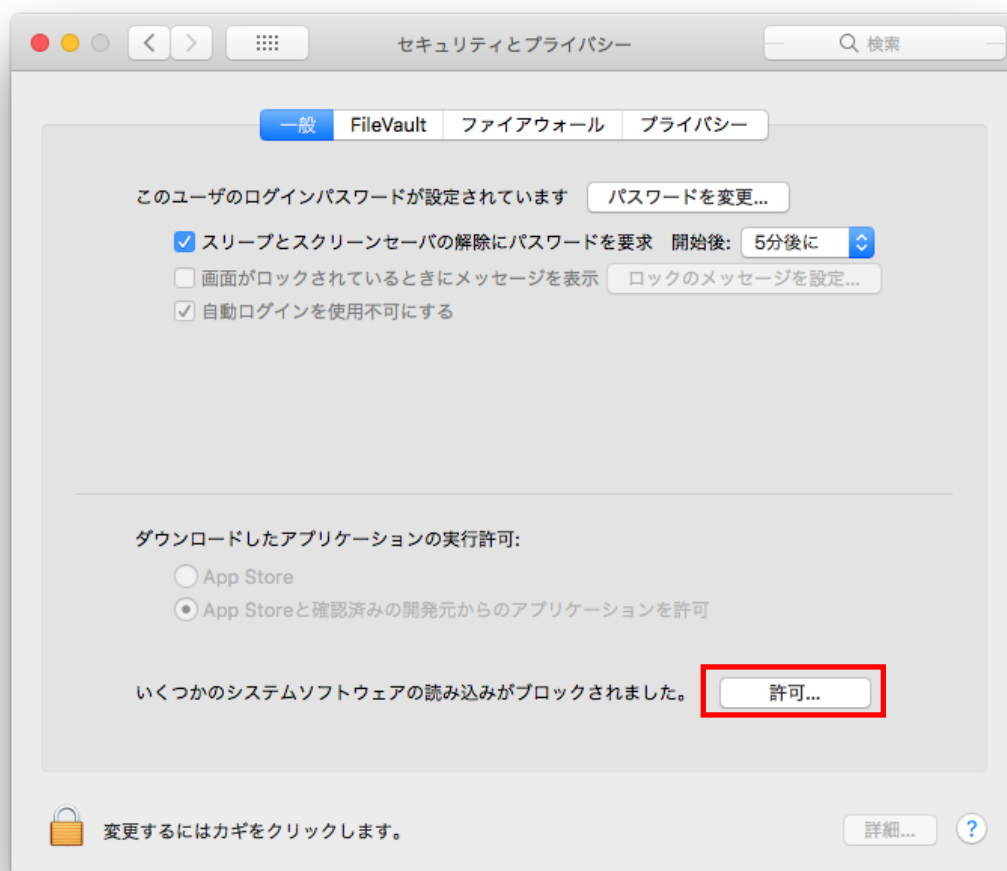 セキュリティとプライバシー
検索
一般 FileVault ファイアウォール プライバシー
このユーザのログインパスワードが設定されています パスワードを変更...
スリープとスクリーンセーバの解除にパスワードを要求 開始後: 5分後に
画面がロックされているときにメッセージを表示 ロックのメッセージを設定...
自動ログインを使用不可にする
ダウンロードしたアプリケーションの実行許可:
App Store
App Storeと確認済みの開発元からのアプリケーションを許可
いくつかのシステムソフトウェアの読み込みがブロックされました。 許可...
変更するにはカギをクリックします。 詳細... ?